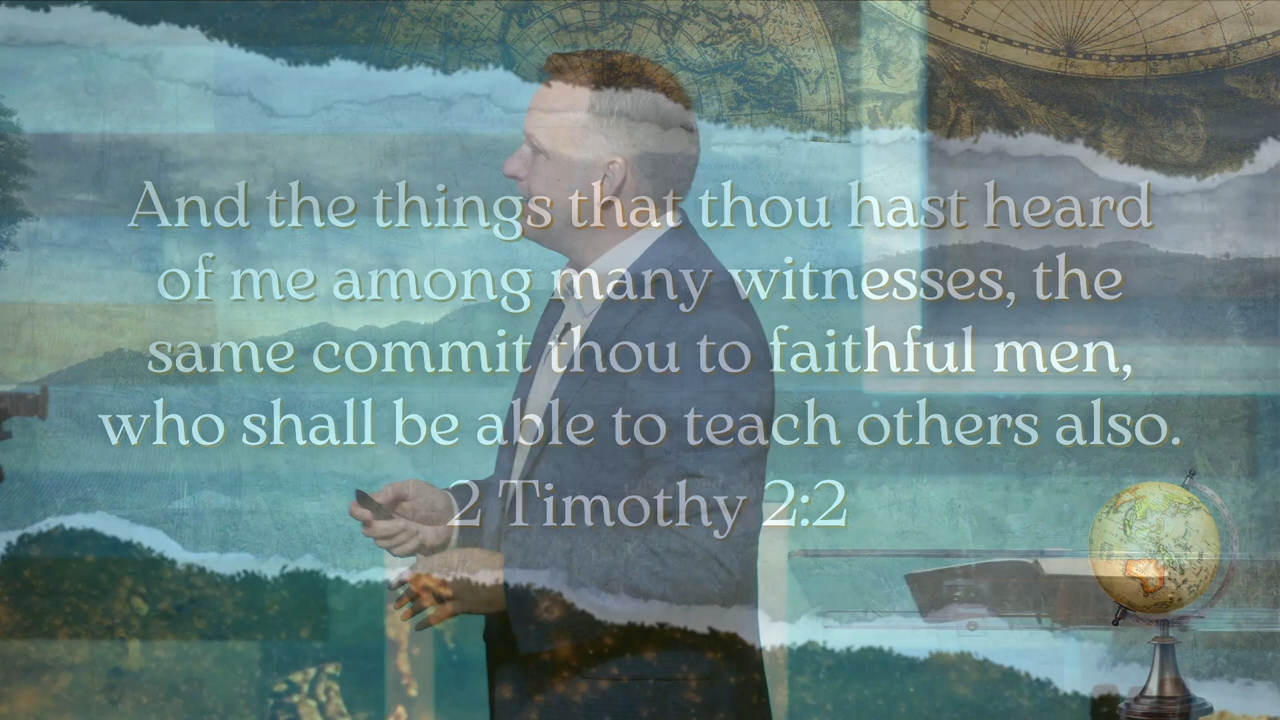 And the things that thou hast heard
of me among many witnesses, the
same commit thou to faithful men,
who shall be able to teach others also.
2 Timothy 2:2